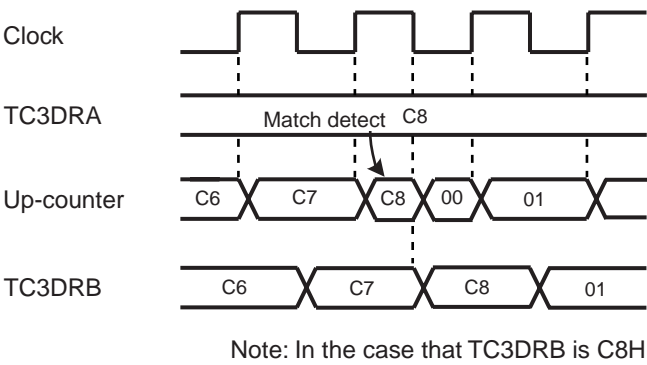 Clock
TC3DRA
Match detect C8
Up-counter C6 C7 C8 00 01
TC3DRB C6 C7 C8 01
Note: In the case that TC3DRB is C8H